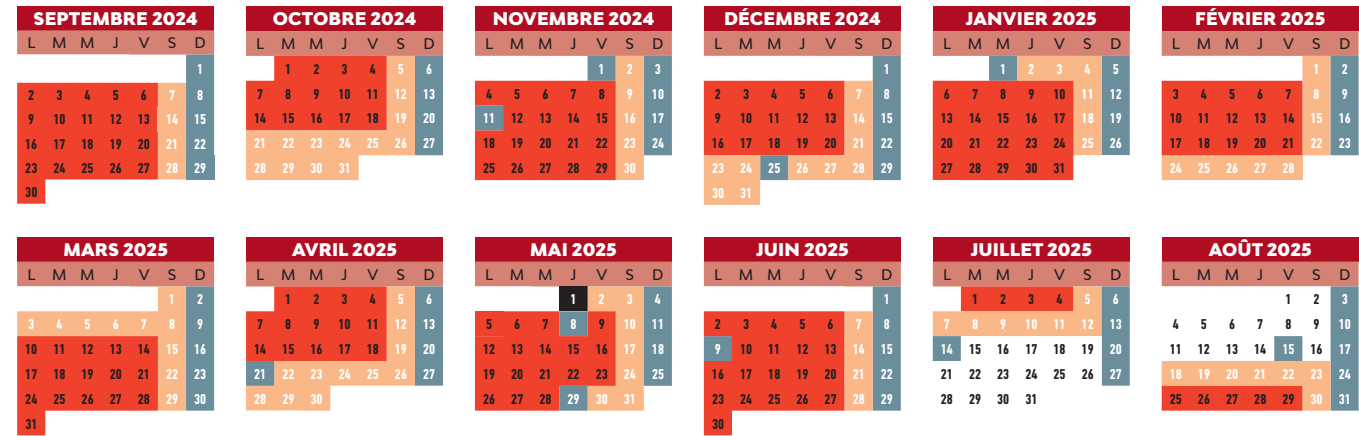 SEPTEMBRE 2024
L M M J V S D
1
2 3 4 5 6 7 8
9 10 11 12 13 14 15
16 17 18 19 20 21 22
23 24 25 26 27 28 29
30
OCTOBRE 2024
L M M J V S D
1 2 3 4 5 6
7 8 9 10 11 12 13
14 15 16 17 18 19 20
21 22 23 24 25 26 27
28 29 30 31
NOVEMBRE 2024
L M M J V S D
1 2 3
4 5 6 7 8 9 10
11 12 13 14 15 16 17
18 19 20 21 22 23 24
25 26 27 28 29 30
DÉCEMBRE 2024
L M M J V S D
1
2 3 4 5 6 7 8
9 10 11 12 13 14 15
16 17 18 19 20 21 22
23 24 25 26 27 28 29
30 31
JANVIER 2025
L M M J V S D
1 2 3 4 5
6 7 8 9 10 11 12
13 14 15 16 17 18 19
20 21 22 23 24 25 26
27 28 29 30 31
FÉVRIER 2025
L M M J V S D
1 2
3 4 5 6 7 8 9
10 11 12 13 14 15 16
17 18 19 20 21 22 23
24 25 26 27 28
MARS 2025
L M M J V S D
1 2
3 4 5 6 7 8 9
10 11 12 13 14 15 16
17 18 19 20 21 22 23
24 25 26 27 28 29 30
31
AVRIL 2025
L M M J V S D
1 2 3 4 5 6
7 8 9 10 11 12 13
14 15 16 17 18 19 20
21 22 23 24 25 26 27
28 29 30
MAI 2025
L M M J V S D
1 2 3 4
5 6 7 8 9 10 11
12 13 14 15 16 17 18
19 20 21 22 23 24 25
26 27 28 29 30 31
JUIN 2025
L M M J V S D
1
2 3 4 5 6 7 8
9 10 11 12 13 14 15
16 17 18 19 20 21 22
23 24 25 26 27 28 29
30
JUILLET 2025
L M M J V S D
1 2 3 4 5 6
7 8 9 10 11 12 13
14 15 16 17 18 19 20
21 22 23 24 25 26 27
28 29 30 31
AOÛT 2025
L M M J V S D
1 2 3
4 5 6 7 8 9 10
11 12 13 14 15 16 17
18 19 20 21 22 23 24
25 26 27 28 29 30 31